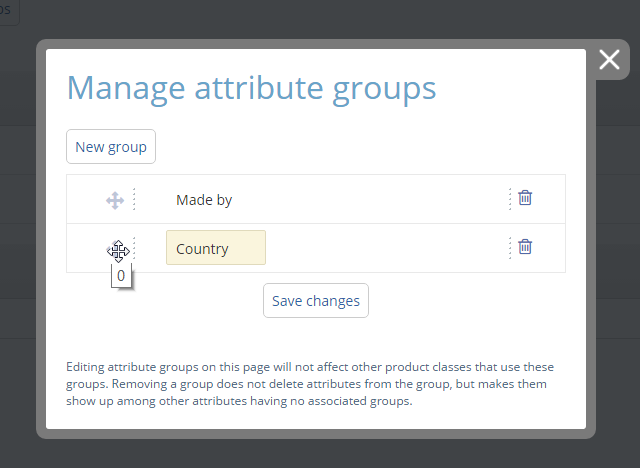 os
Manage attribute groups
New group
Made by
Country
0
Save changes
Editing attribute groups on this page will not affect other product classes that use these
groups. Removing a group does not delete attributes from the group, but makes them
show up among other attributes having no associated groups.